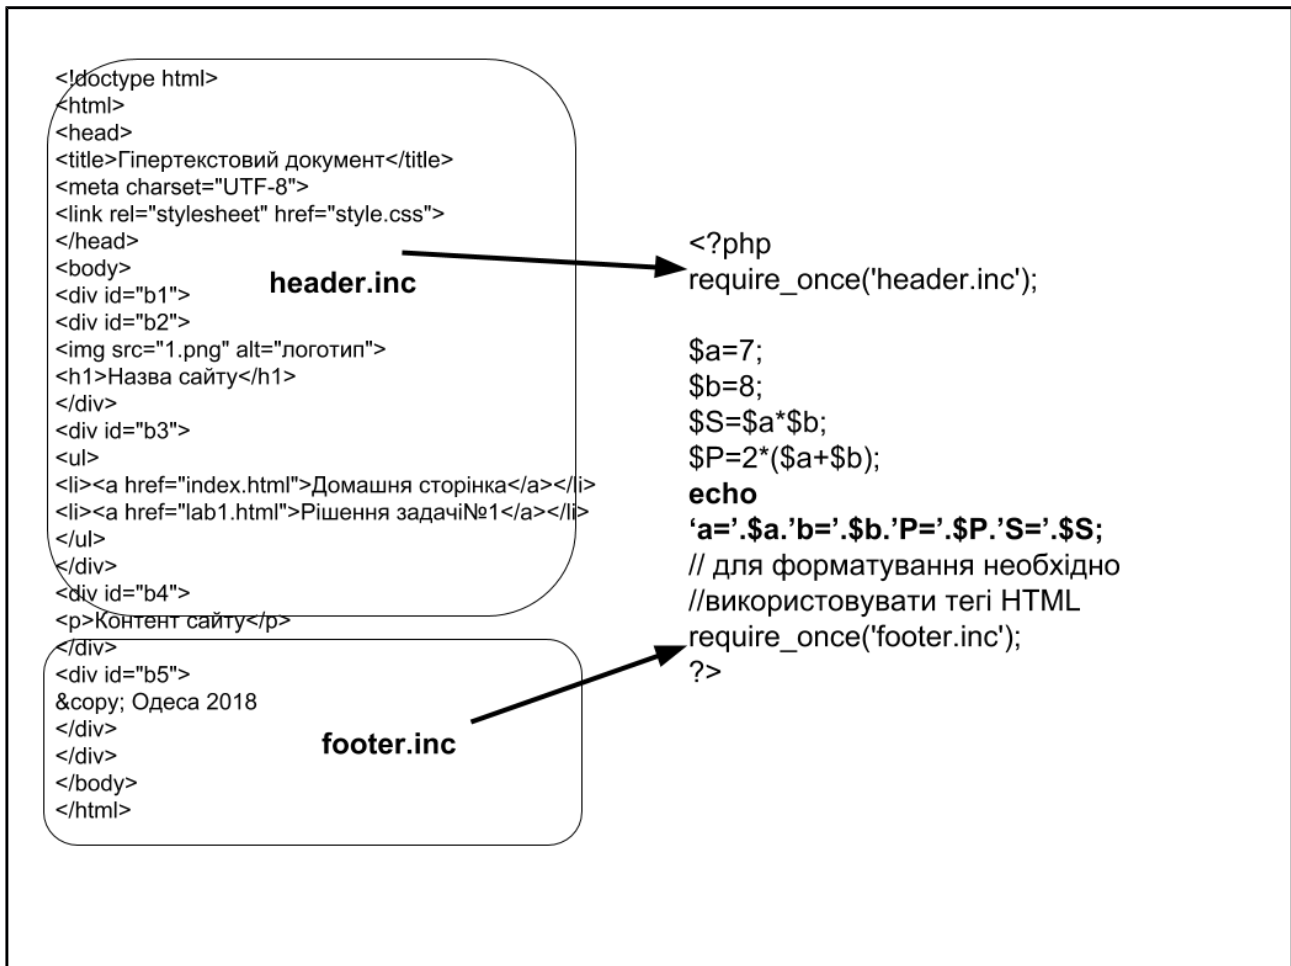 <!doctype html>
<html>
<head>
<title>Гіпертекстовий документ</title>
<meta charset="UTF-8">
<link rel="stylesheet" href="style.css">
</head>
<body>
<div id="b1">
<div id="b2">
<img src="1.png" alt="логотип">
<h1>Назва сайту</h1>
</div>
<div id="b3">
<ul>
<li><a href="index.html">Домашня сторінка</a></li>
<li><a href="lab1.html">Рішення задачі№1</a></li>
</ul>
</div>
<div id="b4">
<p>Контент сайту</p>
</div>
<div id="b5">
&copy; Одеса 2018
</div>
</div>
</body>
</html>
header.inc
footer.inc
<?php
require_once('header.inc');
$a=7;
$b=8;
$S=$a*$b;
$P=2*($a+$b);
echo
‘a=’.$a.’b=’.$b.’P=’.$P.’S=’.$S;
// для форматування необхідно
//використовувати тегі HTML
require_once('footer.inc');
?>